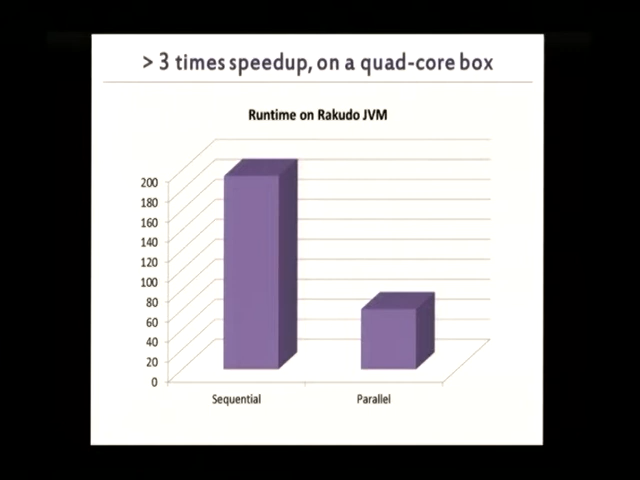 > 3 times speedup, on a quad-core box
Runtime on Rakudo JVM
200
180
160
140
120
100
80
60
40
20
0
Sequential
Parallel